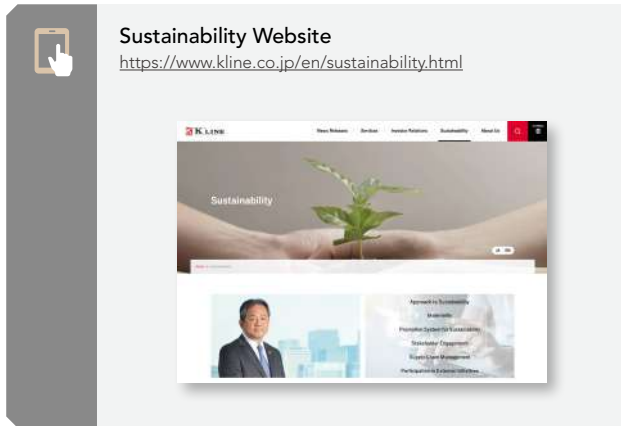 Sustainability Website
https://www.kline.co.jp/en/sustainability.html
K LINE
News Releases Services Investor Relations Sustainability About Us
Sustainability
Approach to Sustainability
Materiality
Promotion System for Sustainability
Stakeholder Engagement
Supply Chain Management
Participation in External Initiatives